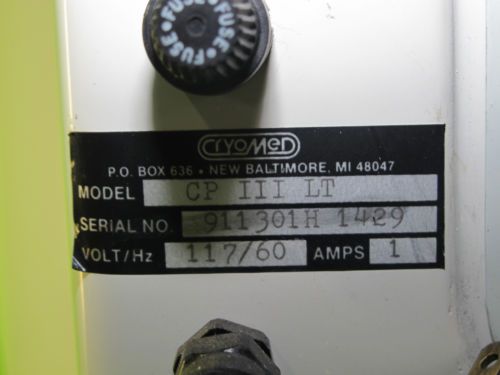 FUSE FUSE FUSE
CRYOMED
P.O. BOX 636 • NEW BALTIMORE, MI 48047
MODEL CP III LT
SERIAL NO. 911301H 1429
VOLT/Hz 117/60 AMPS 1